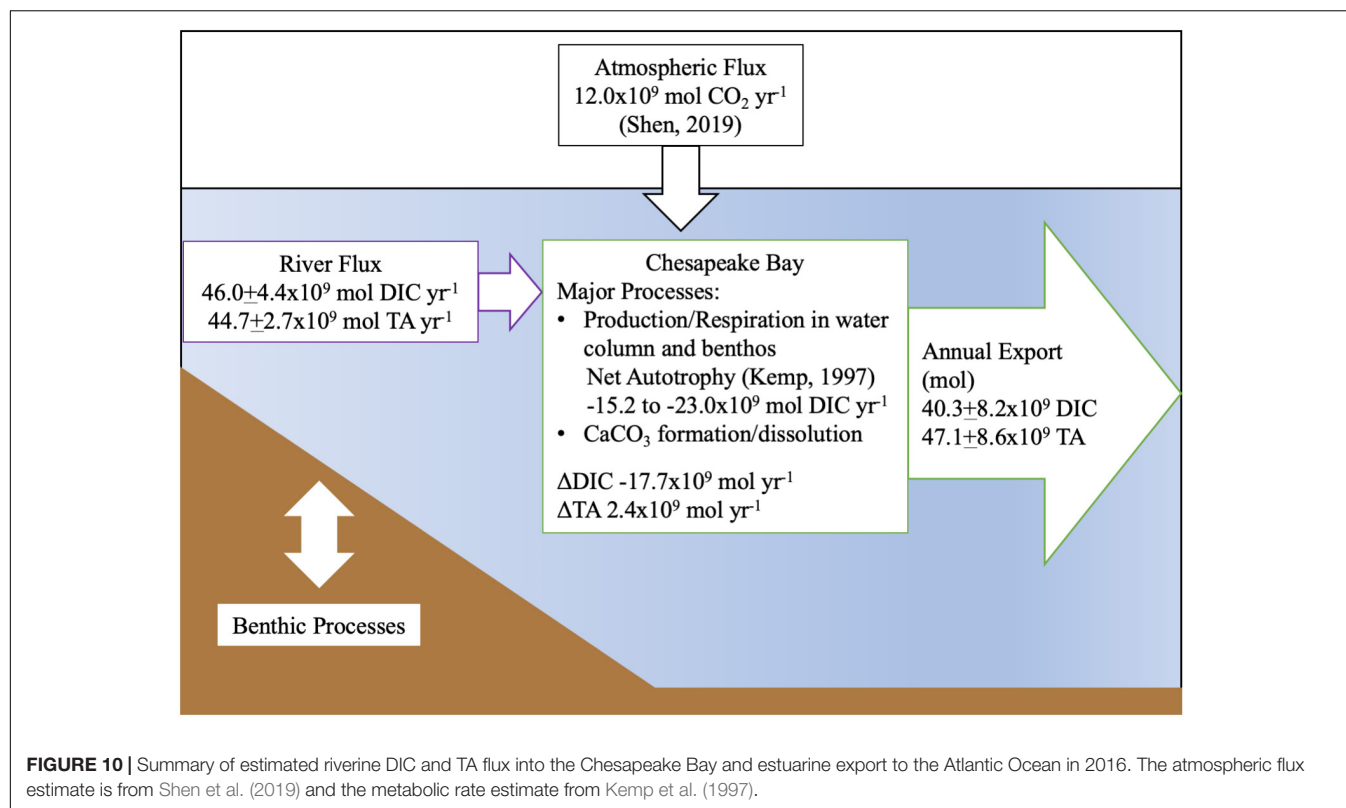 Atmospheric Flux
12.0x10⁹ mol CO₂ yr⁻¹
(Shen, 2019)
River Flux
46.0±4.4x10⁹ mol DIC yr⁻¹
44.7±2.7x10⁹ mol TA yr⁻¹
Chesapeake Bay
Major Processes:
• Production/Respiration in water
column and benthos
Net Autotrophy (Kemp, 1997)
-15.2 to -23.0x10⁹ mol DIC yr⁻¹
• CaCO₃ formation/dissolution
ΔDIC -17.7x10⁹ mol yr⁻¹
ΔTA 2.4x10⁹ mol yr⁻¹
Annual Export
(mol)
40.3±8.2x10⁹ DIC
47.1±8.6x10⁹ TA
Benthic Processes
FIGURE 10 | Summary of estimated riverine DIC and TA flux into the Chesapeake Bay and estuarine export to the Atlantic Ocean in 2016. The atmospheric flux
estimate is from Shen et al. (2019) and the metabolic rate estimate from Kemp et al. (1997).